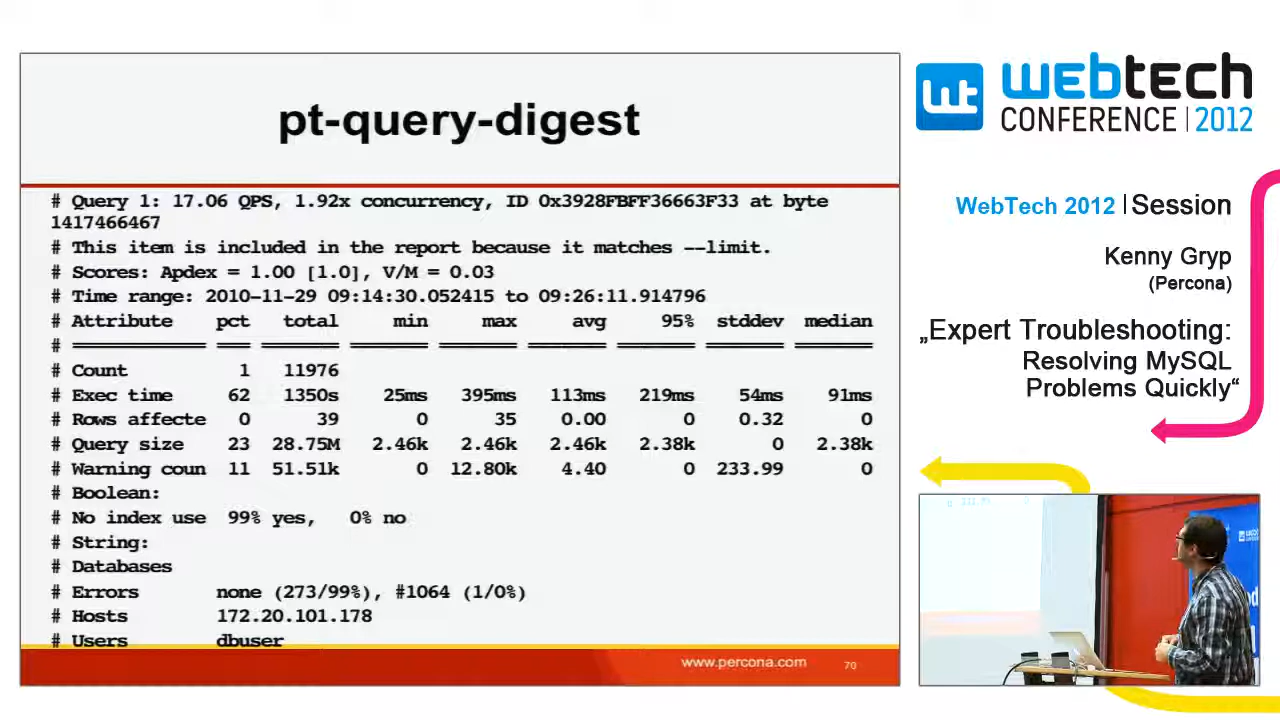 pt-query-digest
# Query 1: 17.06 QPS, 1.92x concurrency, ID 0x3928FBFF36663F33 at byte
1417466467
# This item is included in the report because it matches --limit.
# Scores: Apdex = 1.00 [1.0], V/M = 0.03
# Time range: 2010-11-29 09:14:30.052415 to 09:26:11.914796
# Attribute pct total min max avg 95% stddev median
# ============ === ======= ======= ======= ======= ======= ======= =======
# Count 1 11976
# Exec time 62 1350s 25ms 395ms 113ms 219ms 54ms 91ms
# Rows affecte 0 39 0 35 0.00 0 0.32 0
# Query size 23 28.75M 2.46k 2.46k 2.46k 2.38k 0 2.38k
# Warning coun 11 51.51k 0 12.80k 4.40 0 233.99 0
# Boolean:
# No index use 99% yes, 0% no
# String:
# Databases
# Errors none (273/99%), #1064 (1/0%)
# Hosts 172.20.101.178
# Users dbuser
www.percona.com 70
wt webtech
CONFERENCE | 2012
WebTech 2012 | Session
Kenny Gryp
(Percona)
„Expert Troubleshooting:
Resolving MySQL
Problems Quickly“